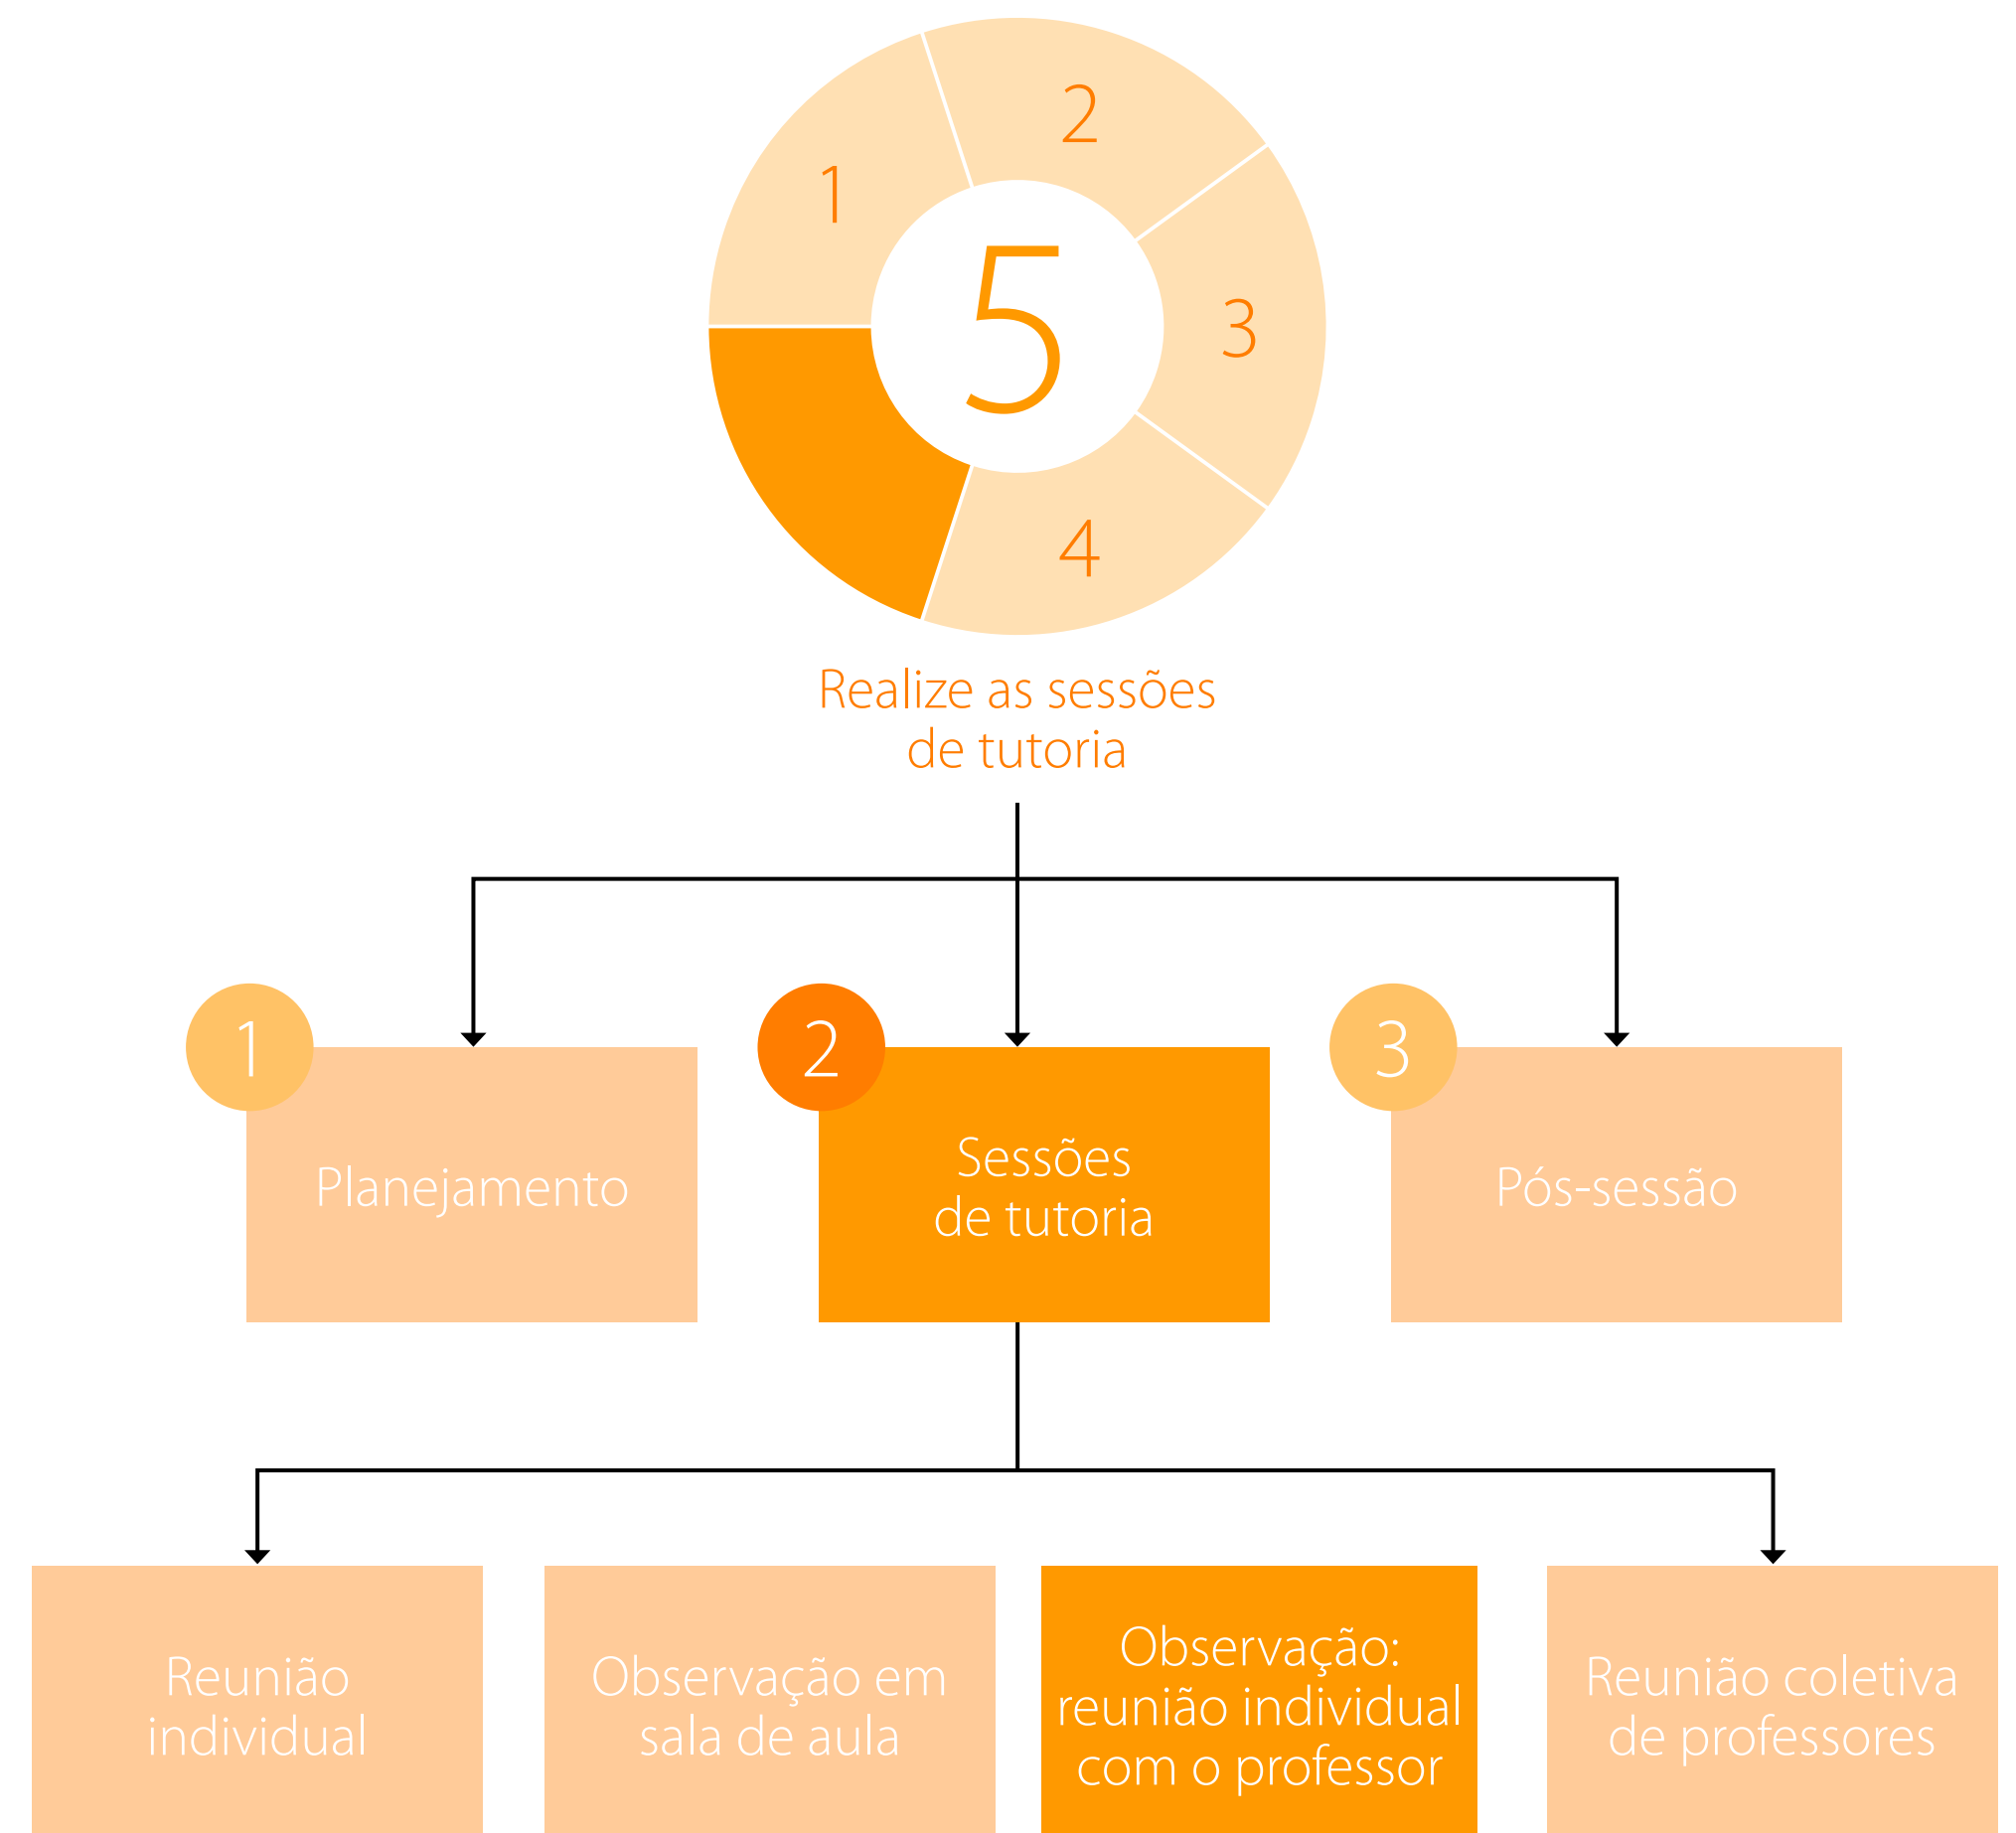 1
2
3
4
5
Realize as sessões
de tutoria
1
Planejamento
2
Sessões
de tutoria
3
Pós-sessão
Reunião
individual
Observação em
sala de aula
Observação:
reunião individual
com o professor
Reunião coletiva
de professores